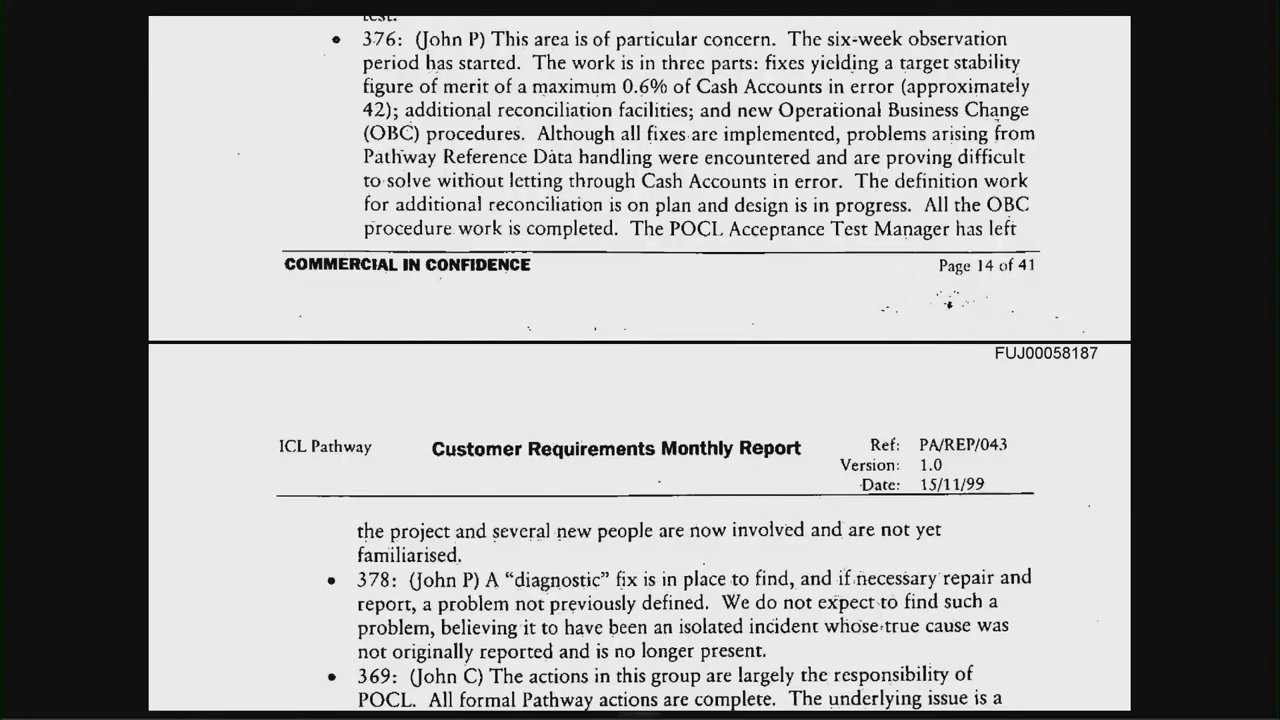 test.
• 376: (John P) This area is of particular concern. The six-week observation
period has started. The work is in three parts: fixes yielding a target stability
figure of merit of a maximum 0.6% of Cash Accounts in error (approximately
42); additional reconciliation facilities; and new Operational Business Change
(OBC) procedures. Although all fixes are implemented, problems arising from
Pathway Reference Data handling were encountered and are proving difficult
to solve without letting through Cash Accounts in error. The definition work
for additional reconciliation is on plan and design is in progress. All the OBC
procedure work is completed. The POCL Acceptance Test Manager has left
COMMERCIAL IN CONFIDENCE Page 14 of 41
FUJ00058187
ICL Pathway Customer Requirements Monthly Report Ref: PA/REP/043
Version: 1.0
Date: 15/11/99
the project and several new people are now involved and are not yet
familiarised.
• 378: (John P) A “diagnostic” fix is in place to find, and if necessary repair and
report, a problem not previously defined. We do not expect to find such a
problem, believing it to have been an isolated incident whose true cause was
not originally reported and is no longer present.
• 369: (John C) The actions in this group are largely the responsibility of
POCL. All formal Pathway actions are complete. The underlying issue is a